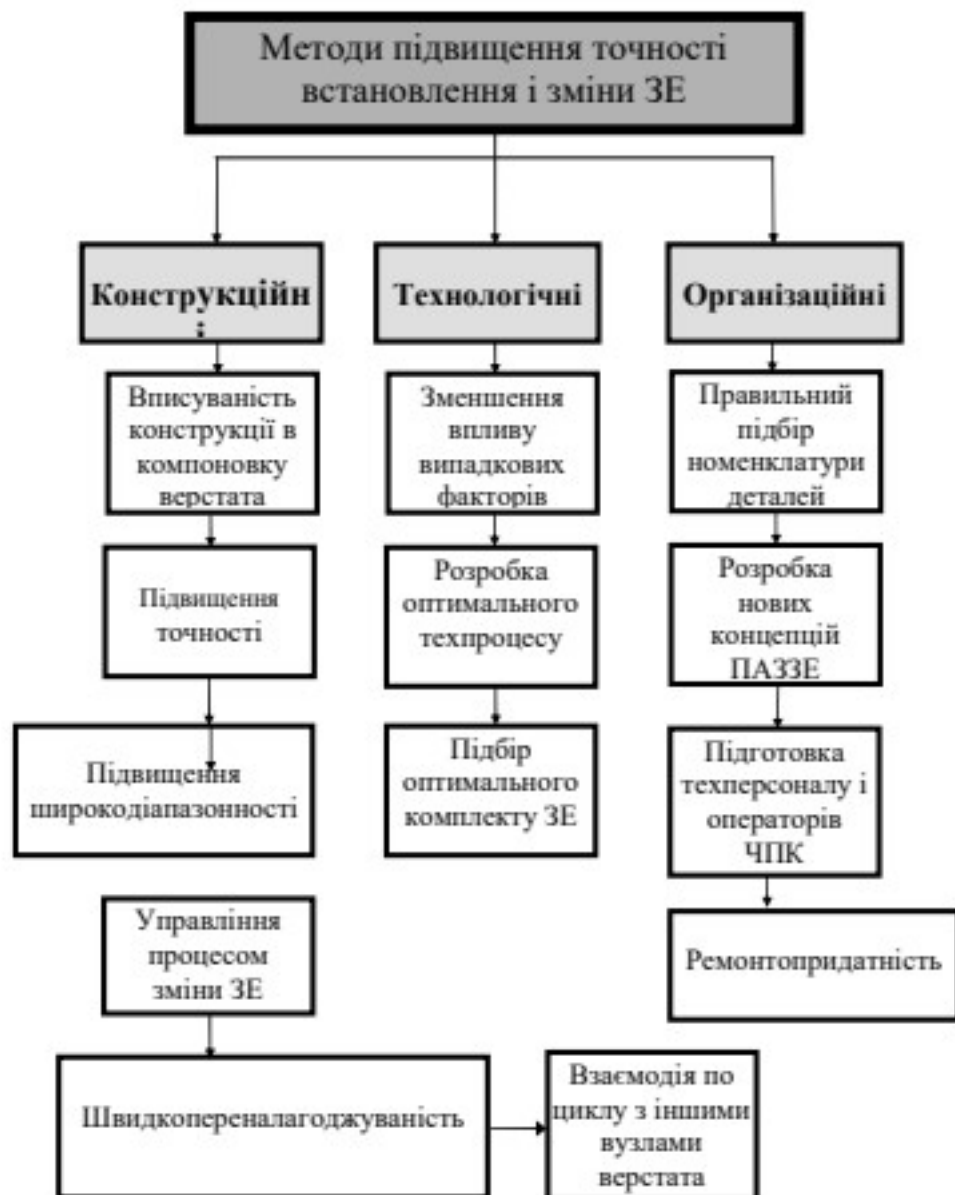 Методи підвищення точності
встановлення і зміни ЗЕ
Конструкційн
і
Технологічні
Організаційні
Вписуваність
конструкції в
компоновку
верстата
Зменшення
впливу
випадкових
факторів
Правильний
підбір
номенклатури
деталей
Підвищення
точності
Розробка
оптимального
техпроцесу
Розробка
нових
концепцій
ПАЗЗЕ
Підвищення
широкодіапазонності
Підбір
оптимального
комплекту ЗЕ
Підготовка
техперсоналу і
операторів
ЧПК
Управління
процесом
зміни ЗЕ
Ремонтопридатність
Швидкопереналагоджуваність
Взаємодія по
циклу з іншими
вузлами
верстата